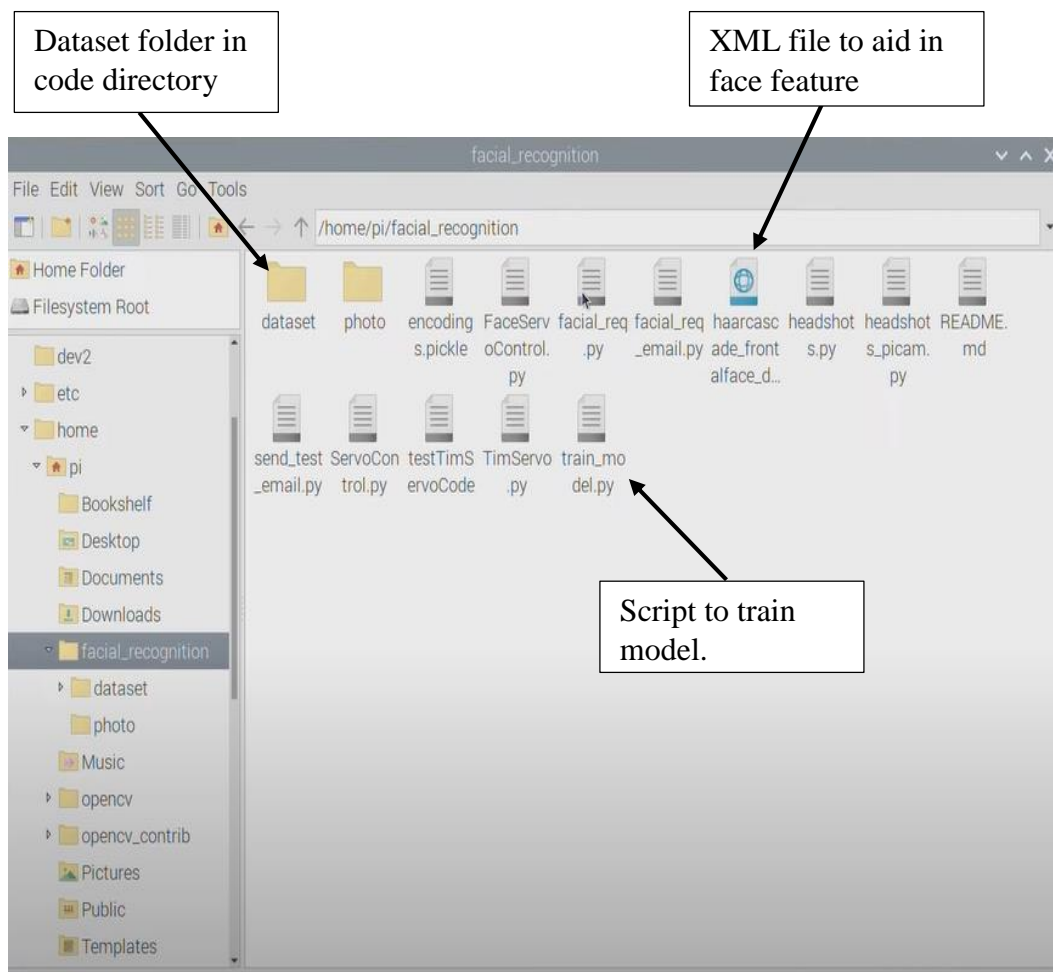 Dataset folder in
code directory
XML file to aid in
face feature
facial_recognition
File Edit View Sort Go Tools
/home/pi/facial_recognition
Home Folder
Filesystem Root
dev2
etc
home
pi
Bookshelf
Desktop
Documents
Downloads
facial_recognition
dataset
photo
Music
opencv
opencv_contrib
Pictures
Public
Templates
dataset photo encoding FaceServ facial_req facial_req haarcasc headshot headshot README.
s.pickle oControl. .py _email.py ade_front s.py s_picam. md
py alface_d... py
send_test ServoCon testTimS TimServo train_mo
_email.py trol.py ervoCode .py del.py
Script to train
model.